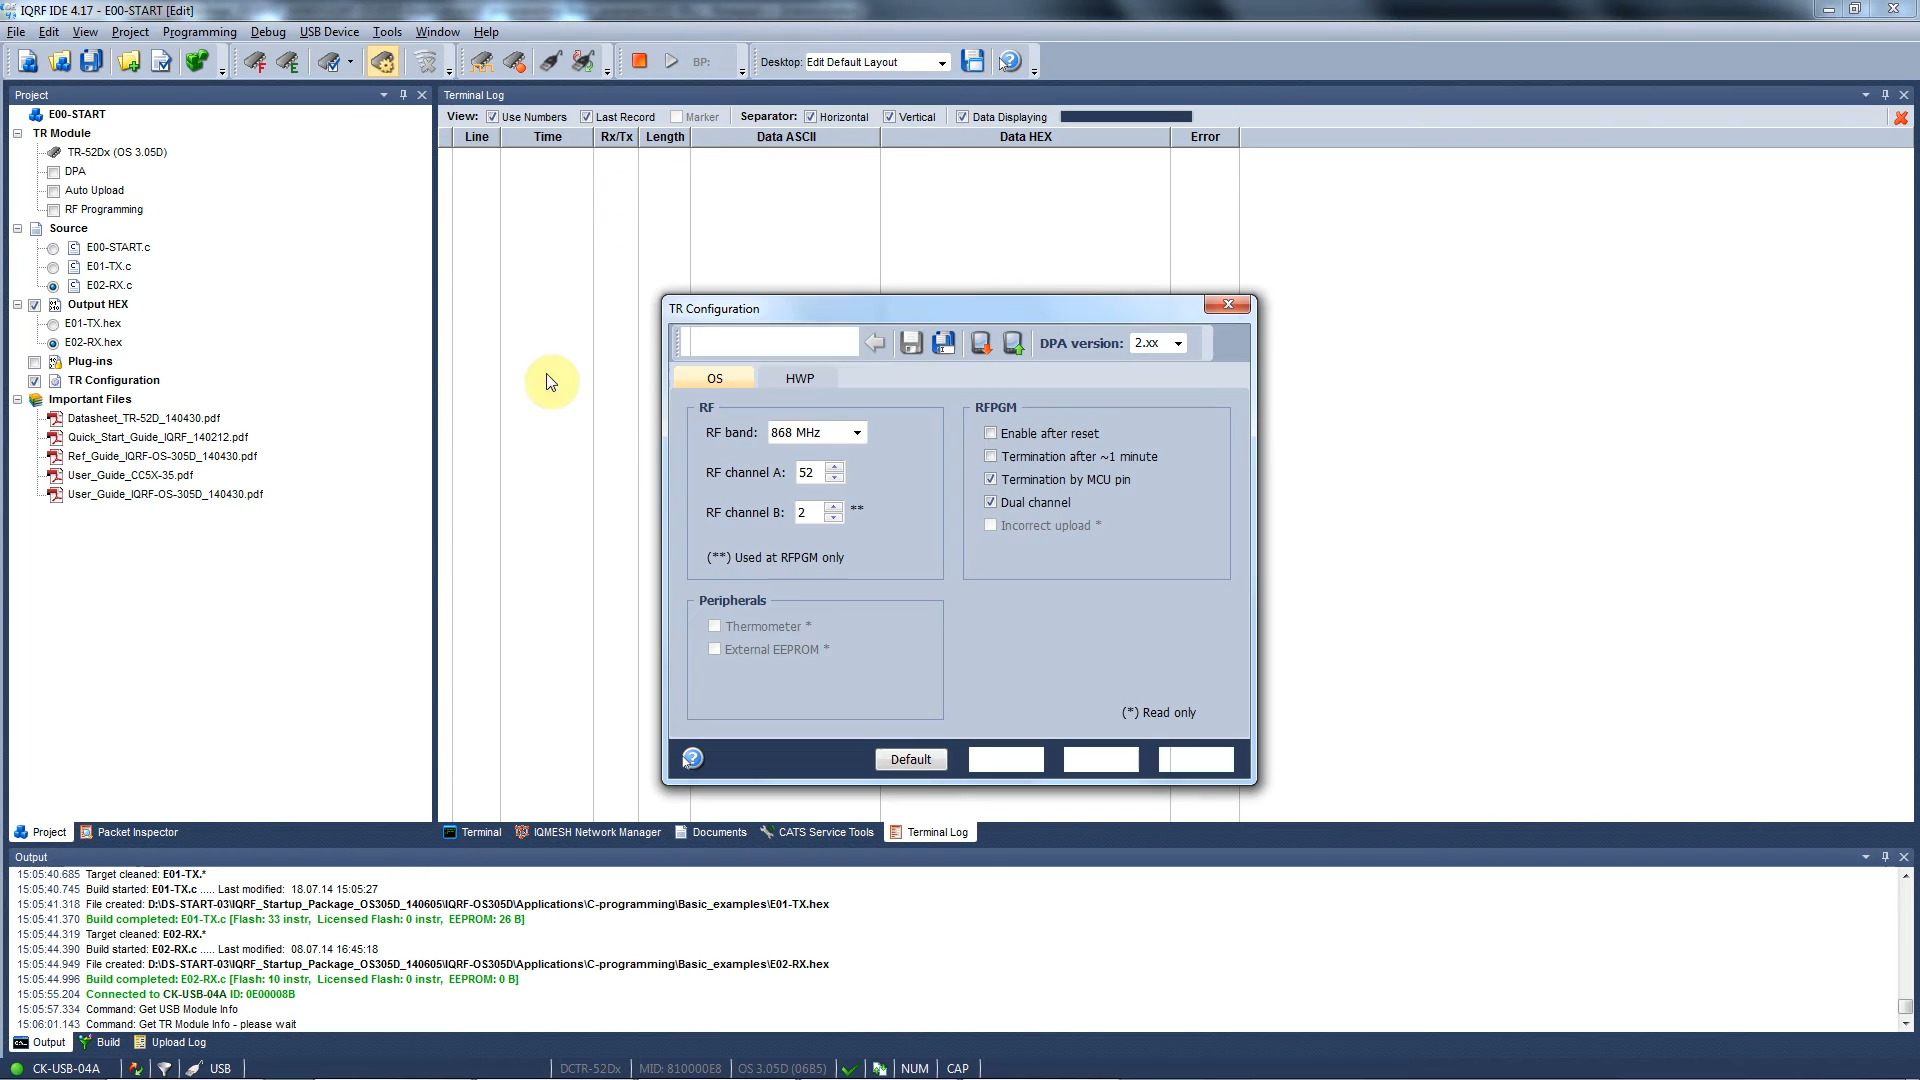 IQRF IDE 4.17 - E00-START [Edit]
File Edit View Project Programming Debug USB Device Tools Window Help
BP: Desktop: Edit Default Layout
Project
E00-START
TR Module
TR-52Dx (OS 3.05D)
DPA
Auto Upload
RF Programming
Source
E00-START.c
E01-TX.c
E02-RX.c
Output HEX
E01-TX.hex
E02-RX.hex
Plug-ins
TR Configuration
Important Files
Datasheet_TR-52D_140430.pdf
Quick_Start_Guide_IQRF_140212.pdf
Ref_Guide_IQRF-OS-305D_140430.pdf
User_Guide_CC5X-35.pdf
User_Guide_IQRF-OS-305D_140430.pdf
Project Packet Inspector
Terminal Log
View: Use Numbers Last Record Marker Separator: Horizontal Vertical Data Displaying
Line Time Rx/Tx Length Data ASCII Data HEX Error
TR Configuration
DPA version: 2.xx
OS HWP
RF
RF band: 868 MHz
RF channel A: 52
RF channel B: 2 **
(**) Used at RFPGM only
RFPGM
Enable after reset
Termination after ~1 minute
Termination by MCU pin
Dual channel
Incorrect upload *
Peripherals
Thermometer *
External EEPROM *
(*) Read only
Default
Terminal IQMESH Network Manager Documents CATS Service Tools Terminal Log
Output
15:05:40.685 Target cleaned: E01-TX.*
15:05:40.745 Build started: E01-TX.c ..... Last modified: 18.07.14 15:05:27
15:05:41.318 File created: D:\DS-START-03\IQRF_Startup_Package_OS305D_140605\IQRF-OS305D\Applications\C-programming\Basic_examples\E01-TX.hex
15:05:41.370 Build completed: E01-TX.c [Flash: 33 instr, Licensed Flash: 0 instr, EEPROM: 26 B]
15:05:44.319 Target cleaned: E02-RX.*
15:05:44.390 Build started: E02-RX.c ..... Last modified: 08.07.14 16:45:18
15:05:44.949 File created: D:\DS-START-03\IQRF_Startup_Package_OS305D_140605\IQRF-OS305D\Applications\C-programming\Basic_examples\E02-RX.hex
15:05:44.996 Build completed: E02-RX.c [Flash: 10 instr, Licensed Flash: 0 instr, EEPROM: 0 B]
15:05:55.204 Connected to CK-USB-04A ID: 0E00008B
15:05:57.334 Command: Get USB Module Info
15:06:01.143 Command: Get TR Module Info - please wait
Output Build Upload Log
CK-USB-04A USB DCTR-52Dx MID: 810000E8 OS 3.05D (06B5) NUM CAP